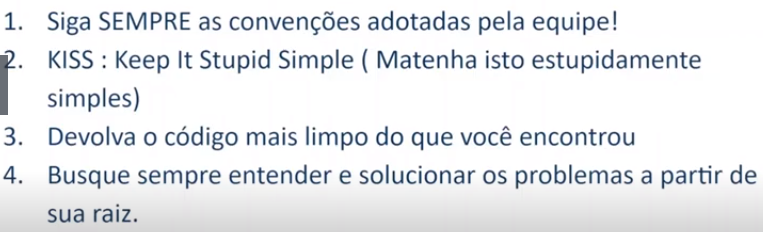 1. Siga SEMPRE as convenções adotadas pela equipe!
2. KISS : Keep It Stupid Simple ( Matenha isto estupidamente
simples)
3. Devolva o código mais limpo do que você encontrou
4. Busque sempre entender e solucionar os problemas a partir de
sua raiz.